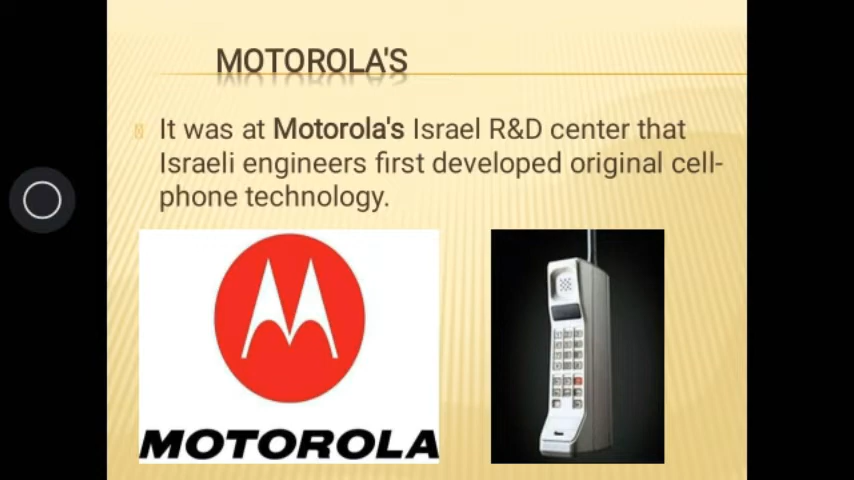 MOTOROLA'S
It was at Motorola's Israel R&D center that
Israeli engineers first developed original cell-
phone technology.
MOTOROLA